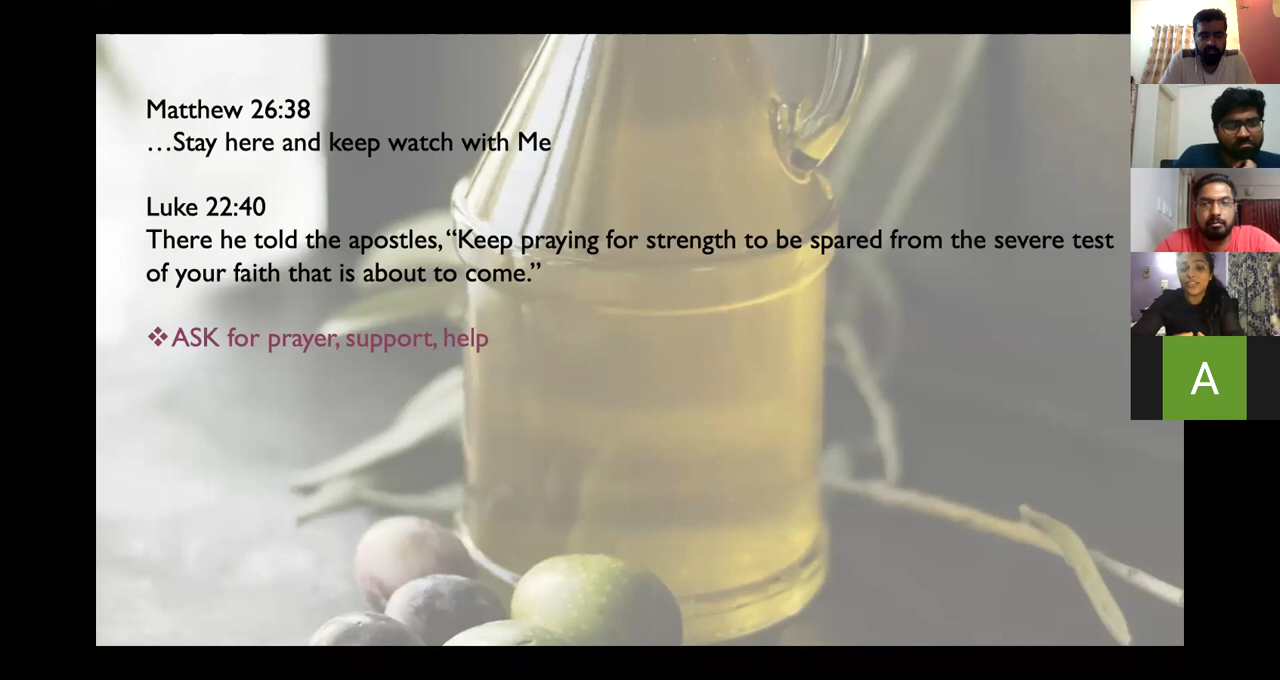 Matthew 26:38
…Stay here and keep watch with Me
Luke 22:40
There he told the apostles, “Keep praying for strength to be spared from the severe test
of your faith that is about to come.”
❖ASK for prayer, support, help
A